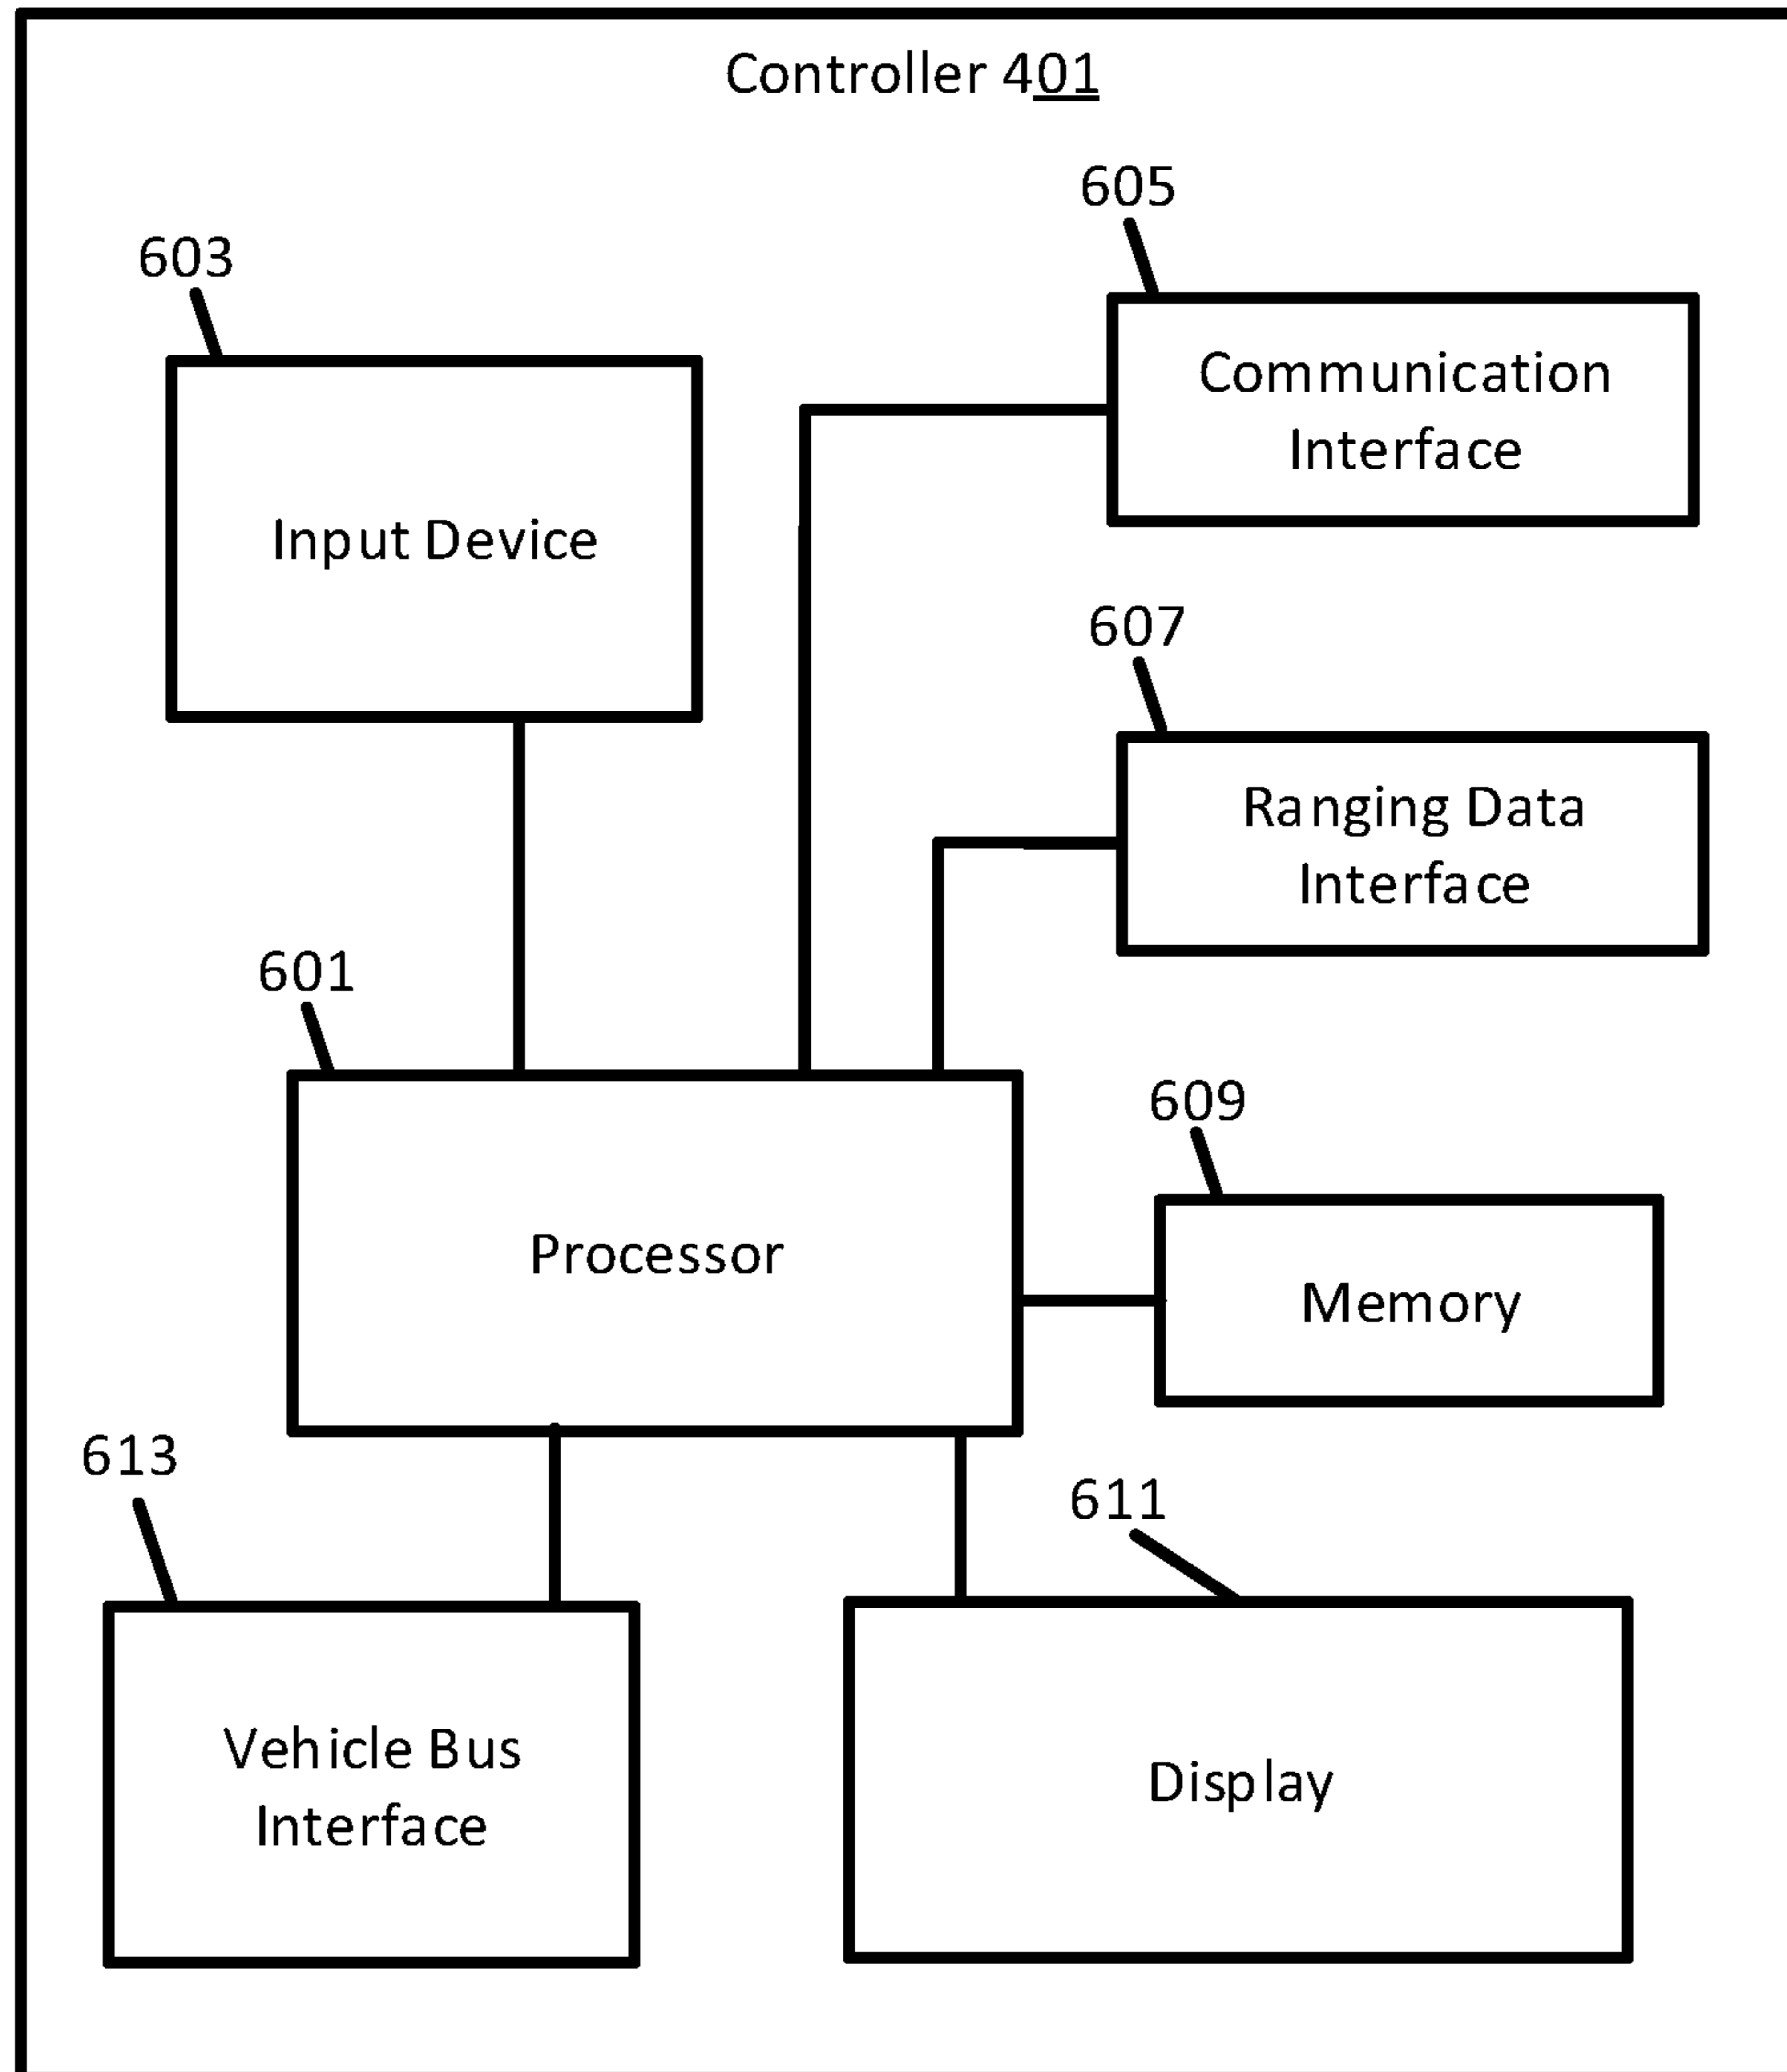 Controller 401
605
603
Communication
Interface
Input Device
607
Ranging Data
Interface
601
609
Processor
Memory
613
611
Vehicle Bus
Interface
Display